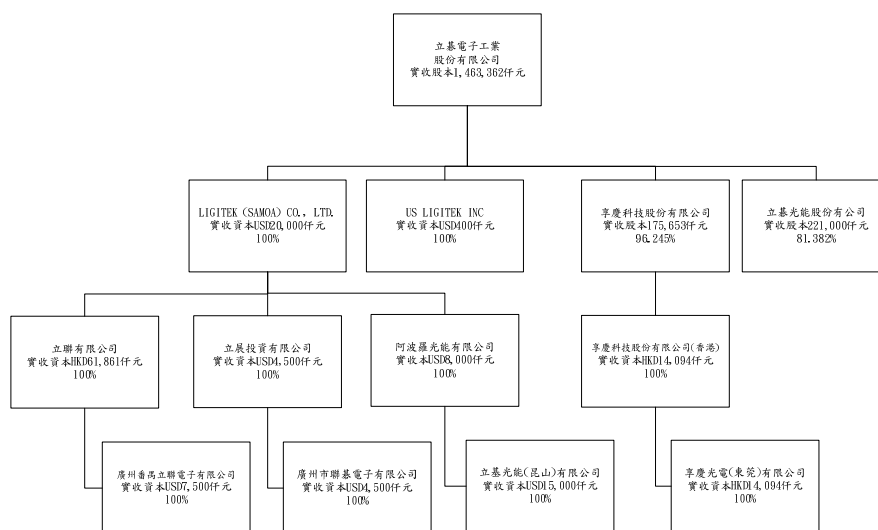 立碁電子工業
股份有限公司
實收股本1,463,362仟元
LIGITEK (SAMOA) CO., LTD.
實收資本USD20,000仟元
100%
US LIGITEK INC
實收資本USD400仟元
100%
享慶科技股份有限公司
實收股本175,653仟元
96.245%
立碁光能股份有公司
實收股本221,000仟元
81.382%
立聯有限公司
實收資本HKD61,861仟元
100%
立展投資有限公司
實收資本USD4,500仟元
100%
阿波羅光能有限公司
實收本USD8,000仟元
100%
享慶科技股份有限公司(香港)
實收資本HKD14,094仟元
100%
廣州番禺立聯電子有限公司
實收資本USD7,500仟元
100%
廣州市聯碁電子有限公司
實收資本USD4,500仟元
100%
立基光能(昆山)有限公司
實收資本USD15,000仟元
100%
享慶光電(東莞)有限公司
實收資本HKD14,094仟元
100%